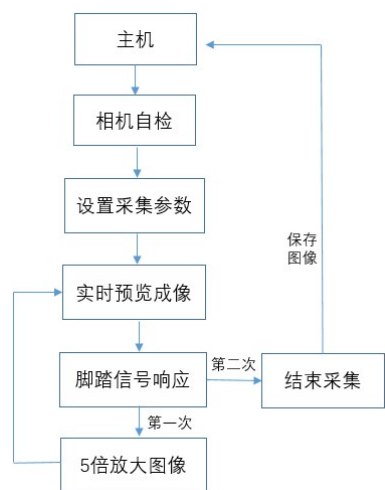 主机
相机自检
设置采集参数
保存
图像
实时预览成像
脚踏信号响应
第二次
结束采集
第一次
5倍放大图像